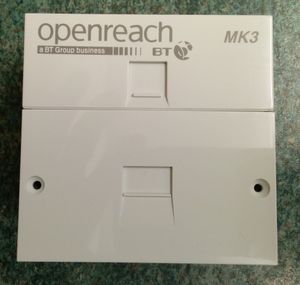 openreach
a BT Group business
BT
MK3